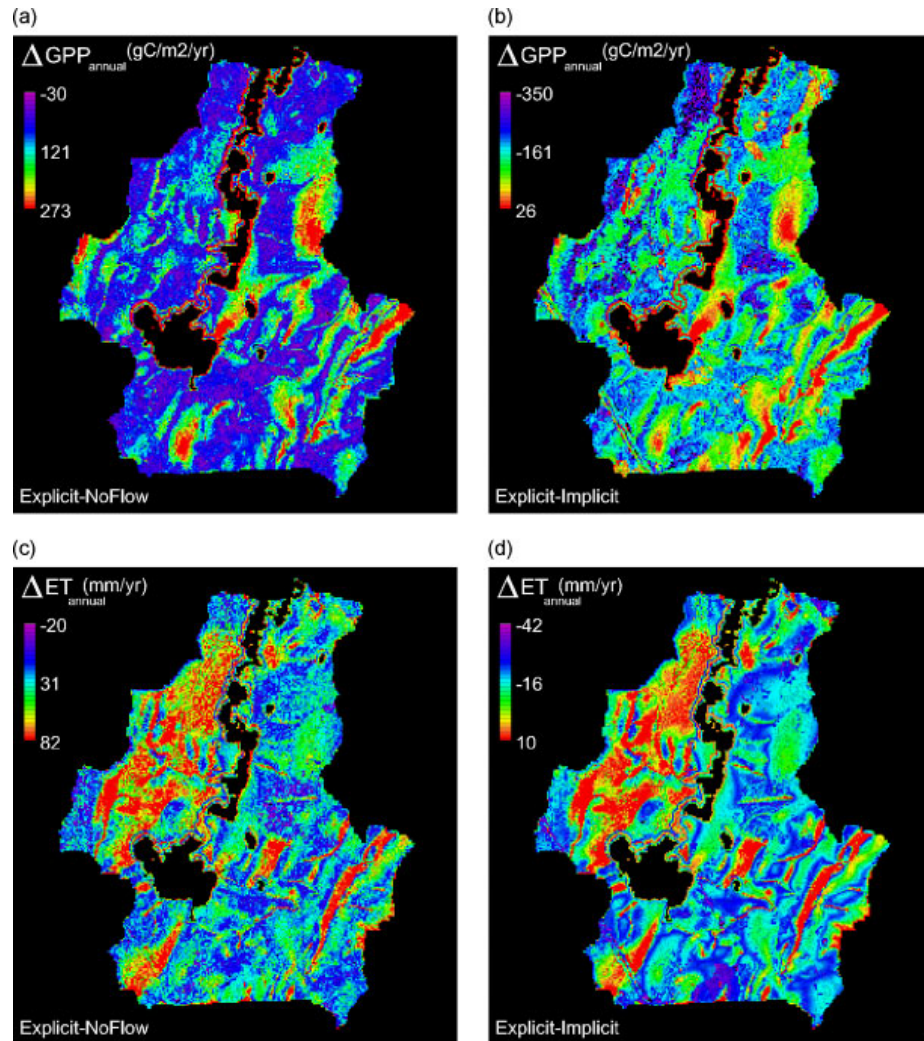 (a)
ΔGPPannual (gC/m2/yr)
-30
121
273
Explicit-NoFlow
(b)
ΔGPPannual (gC/m2/yr)
-350
-161
26
Explicit-Implicit
(c)
ΔETannual (mm/yr)
-20
31
82
Explicit-NoFlow
(d)
ΔETannual (mm/yr)
-42
-16
10
Explicit-Implicit